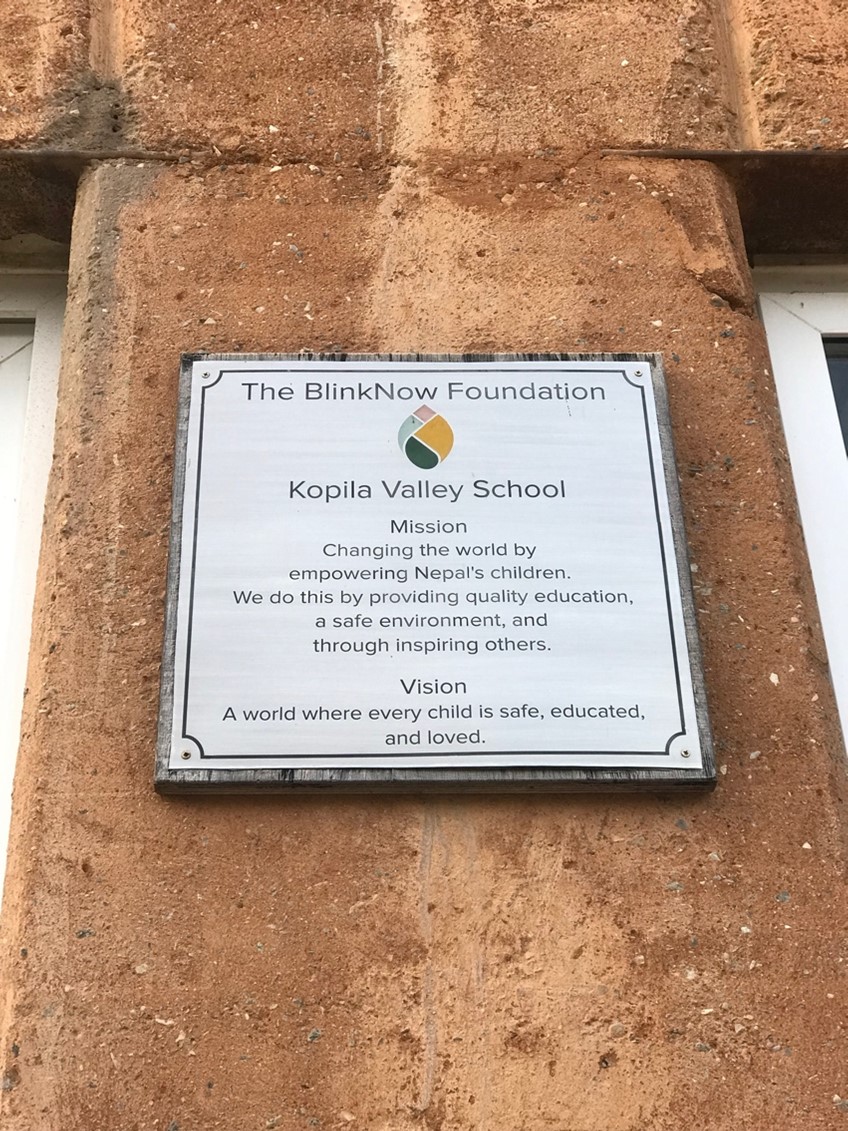 The BlinkNow Foundation
Kopila Valley School
Mission
Changing the world by
empowering Nepal's children.
We do this by providing quality education,
a safe environment, and
through inspiring others.
Vision
A world where every child is safe, educated,
and loved.